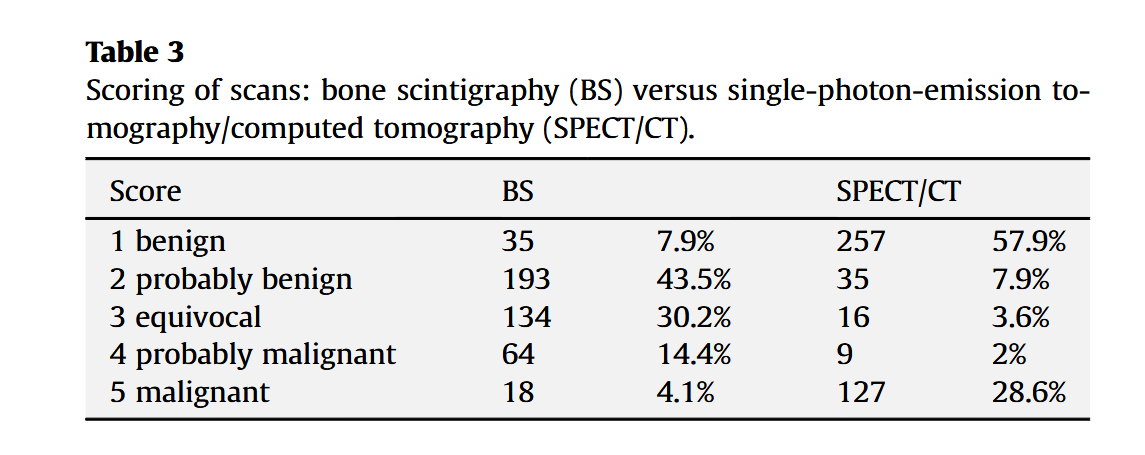 Table 3
Scoring of scans: bone scintigraphy (BS) versus single-photon-emission to-
mography/computed tomography (SPECT/CT).
Score BS SPECT/CT
1 benign 35 7.9% 257 57.9%
2 probably benign 193 43.5% 35 7.9%
3 equivocal 134 30.2% 16 3.6%
4 probably malignant 64 14.4% 9 2%
5 malignant 18 4.1% 127 28.6%